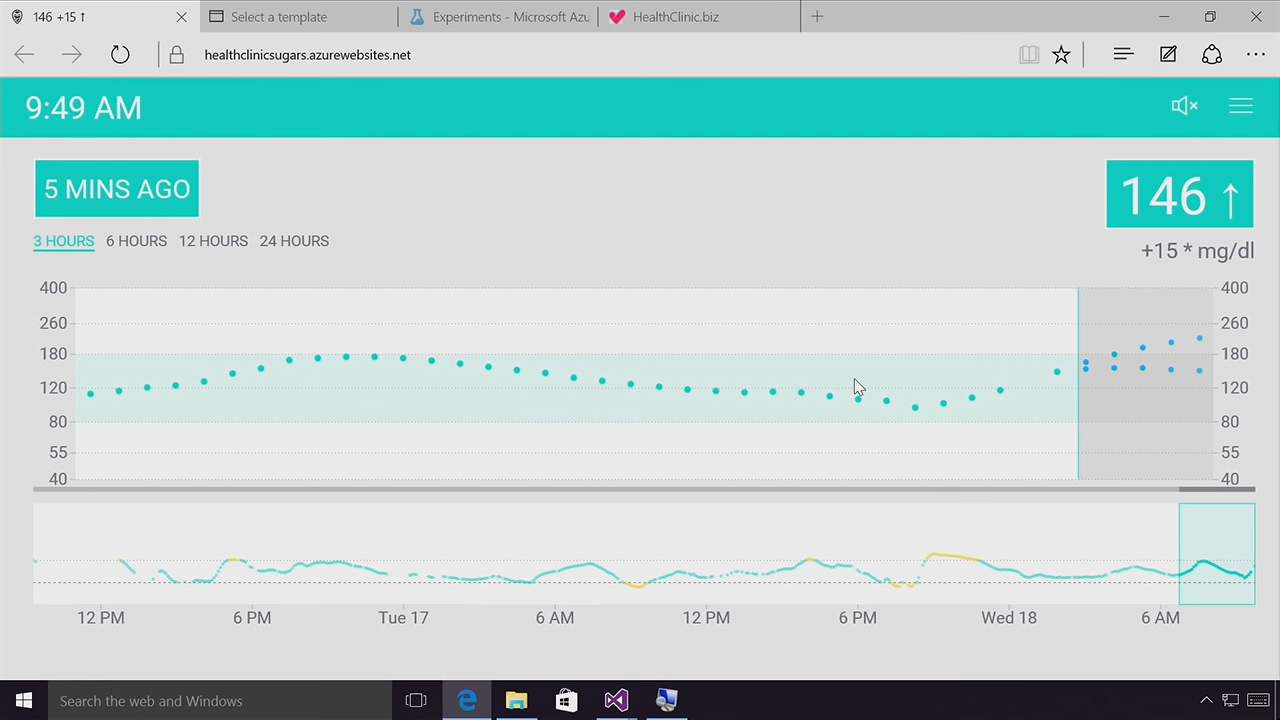 146 +15 ↑
Select a template
Experiments - Microsoft Azu
HealthClinic.biz
healthclinicsugars.azurewebsites.net
9:49 AM
5 MINS AGO
146 ↑
3 HOURS 6 HOURS 12 HOURS 24 HOURS
+15 * mg/dl
400 400
260 260
180 180
120 120
80 80
55 55
40 40
12 PM 6 PM Tue 17 6 AM 12 PM 6 PM Wed 18 6 AM
Search the web and Windows